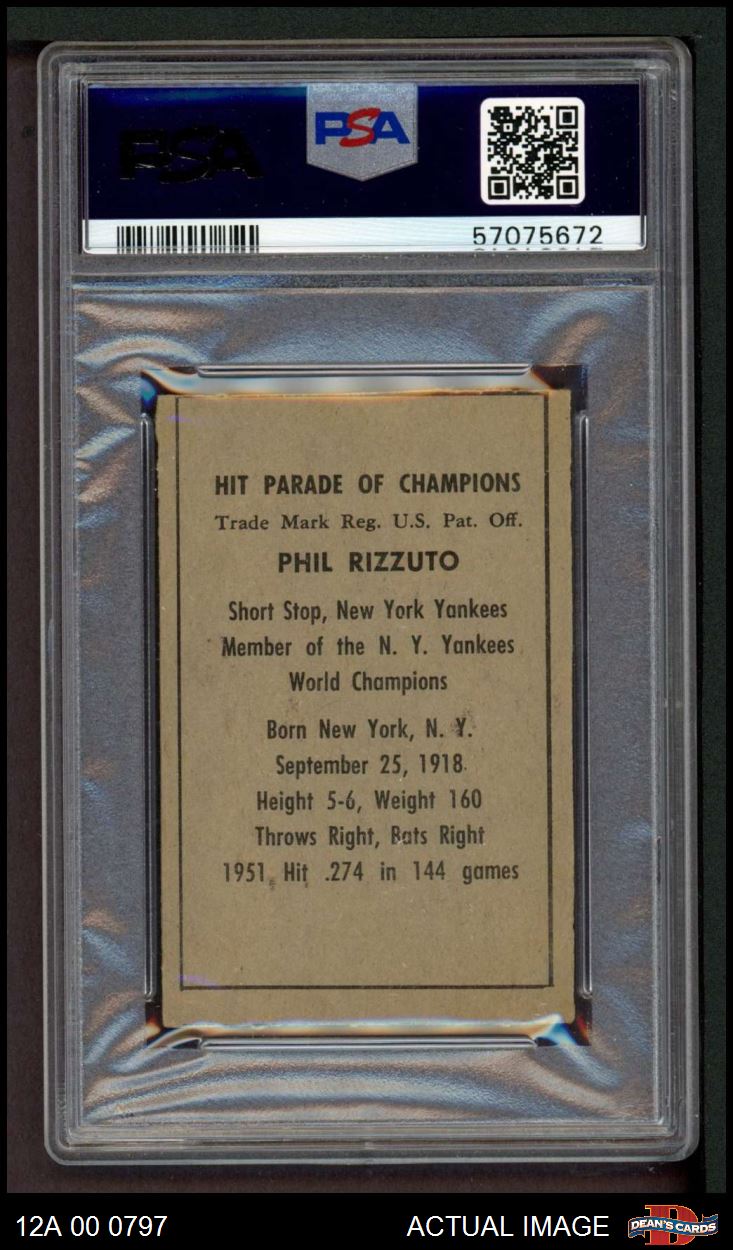 PSA
PSA
57075672
HIT PARADE OF CHAMPIONS
Trade Mark Reg. U.S. Pat. Off.
PHIL RIZZUTO
Short Stop, New York Yankees
Member of the N. Y. Yankees
World Champions
Born New York, N. Y.
September 25, 1918
Height 5-6, Weight 160
Throws Right, Bats Right
1951 Hit .274 in 144 games
12A 00 0797
ACTUAL IMAGE
DEAN'S CARDS